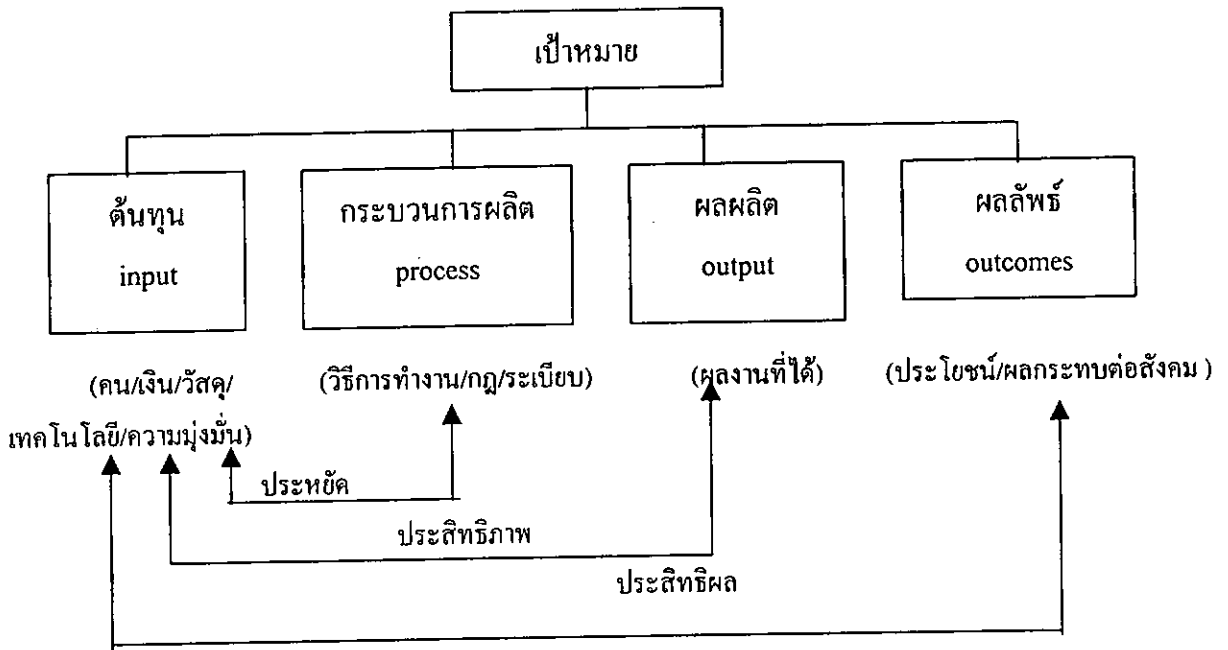 เป้าหมาย
ต้นทุน
input
กระบวนการผลิต
process
ผลผลิต
output
ผลลัพธ์
outcomes
(คน/เงิน/วัสดุ/
เทคโนโลยี/ความมุ่งมั่น)
(วิธีการทำงาน/กฎ/ระเบียบ)
(ผลงานที่ได้)
(ประโยชน์/ผลกระทบต่อสังคม)
ประหยัด
ประสิทธิภาพ
ประสิทธิผล